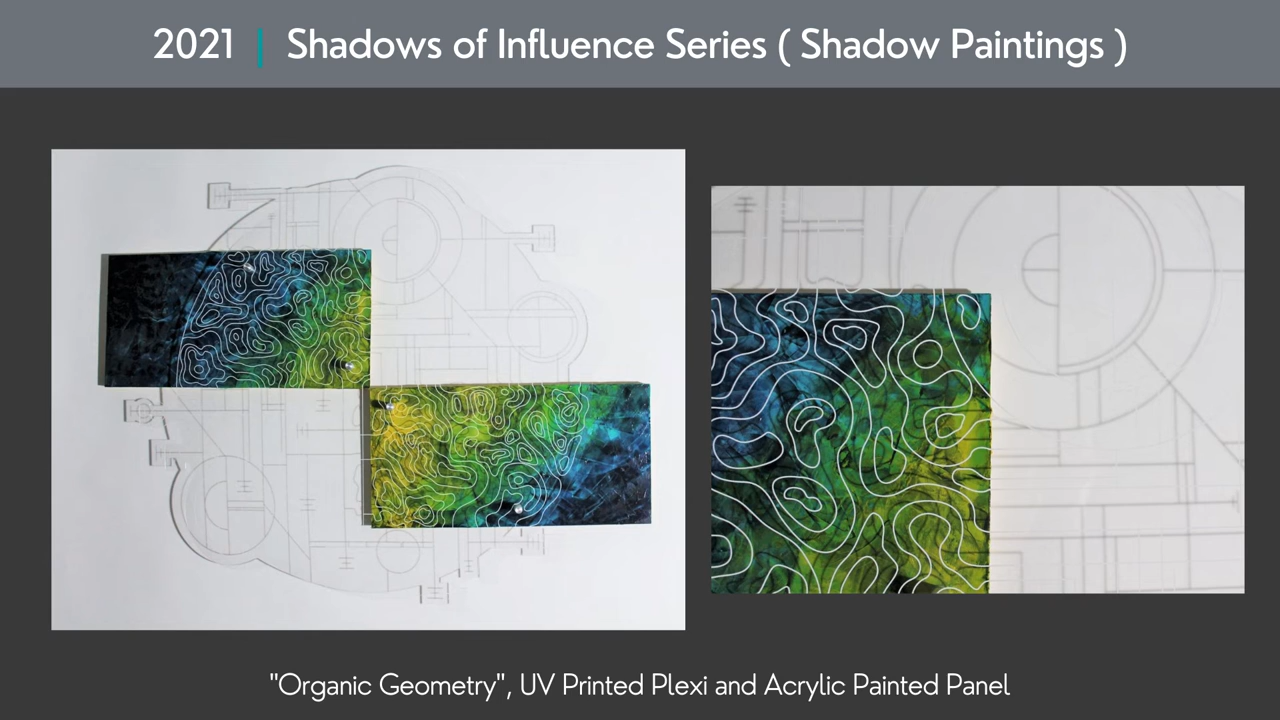 2021 | Shadows of Influence Series ( Shadow Paintings )
"Organic Geometry", UV Printed Plexi and Acrylic Painted Panel